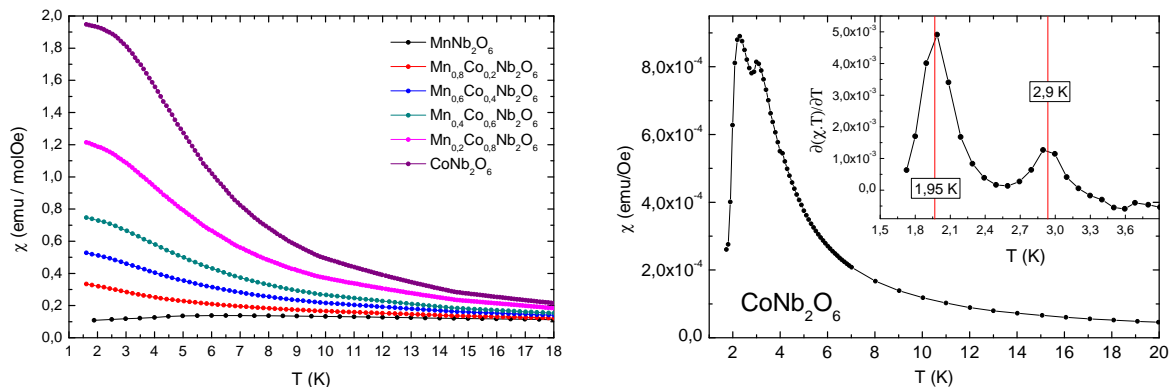 2,0
1,8
1,6
1,4
1,2
1,0
0,8
0,6
0,4
0,2
0,0
χ (emu / molOe)
1 2 3 4 5 6 7 8 9 10 11 12 13 14 15 16 17 18
T (K)
MnNb₂O₆
Mn₀,₈Co₀,₂Nb₂O₆
Mn₀,₆Co₀,₄Nb₂O₆
Mn₀,₄Co₀,₆Nb₂O₆
Mn₀,₂Co₀,₈Nb₂O₆
CoNb₂O₆
8,0x10⁻⁴
6,0x10⁻⁴
4,0x10⁻⁴
2,0x10⁻⁴
0,0
χ (emu/Oe)
2 4 6 8 10 12 14 16 18 20
T (K)
CoNb₂O₆
5,0x10⁻³
4,0x10⁻³
3,0x10⁻³
2,0x10⁻³
1,0x10⁻³
0,0
∂(χ.T)/∂T
1,5 1,8 2,1 2,4 2,7 3,0 3,3 3,6
T (K)
1,95 K
2,9 K